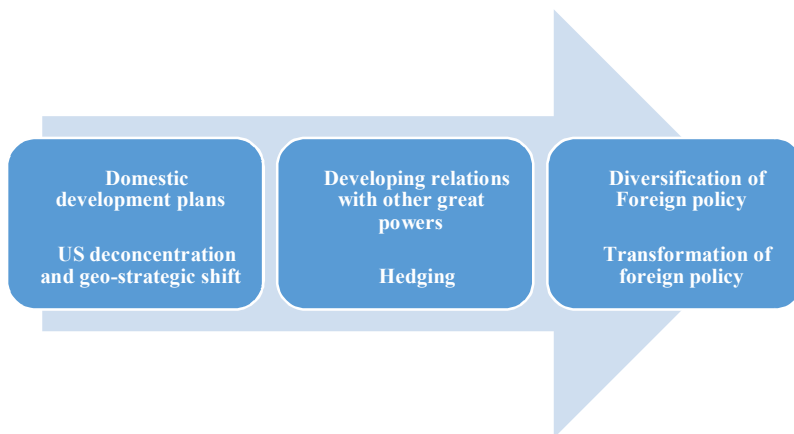 Domestic
development plans
US deconcentration
and geo-strategic shift
Developing relations
with other great
powers
Hedging
Diversification of
Foreign policy
Transformation of
foreign policy